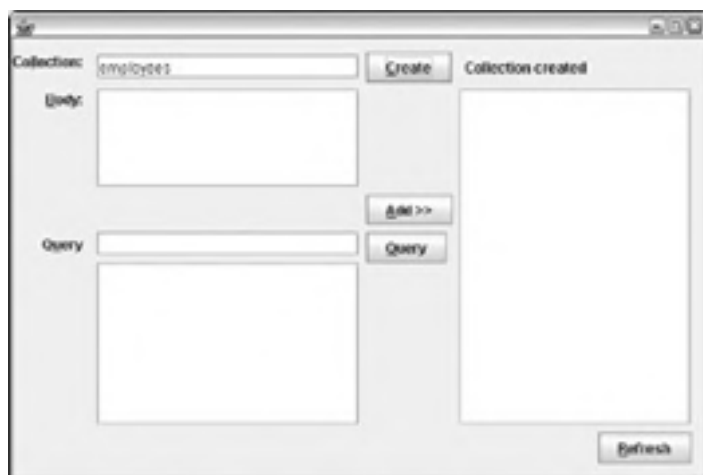 Collection: employees Create Collection created
Body:
Add >>
Query Query
Refresh